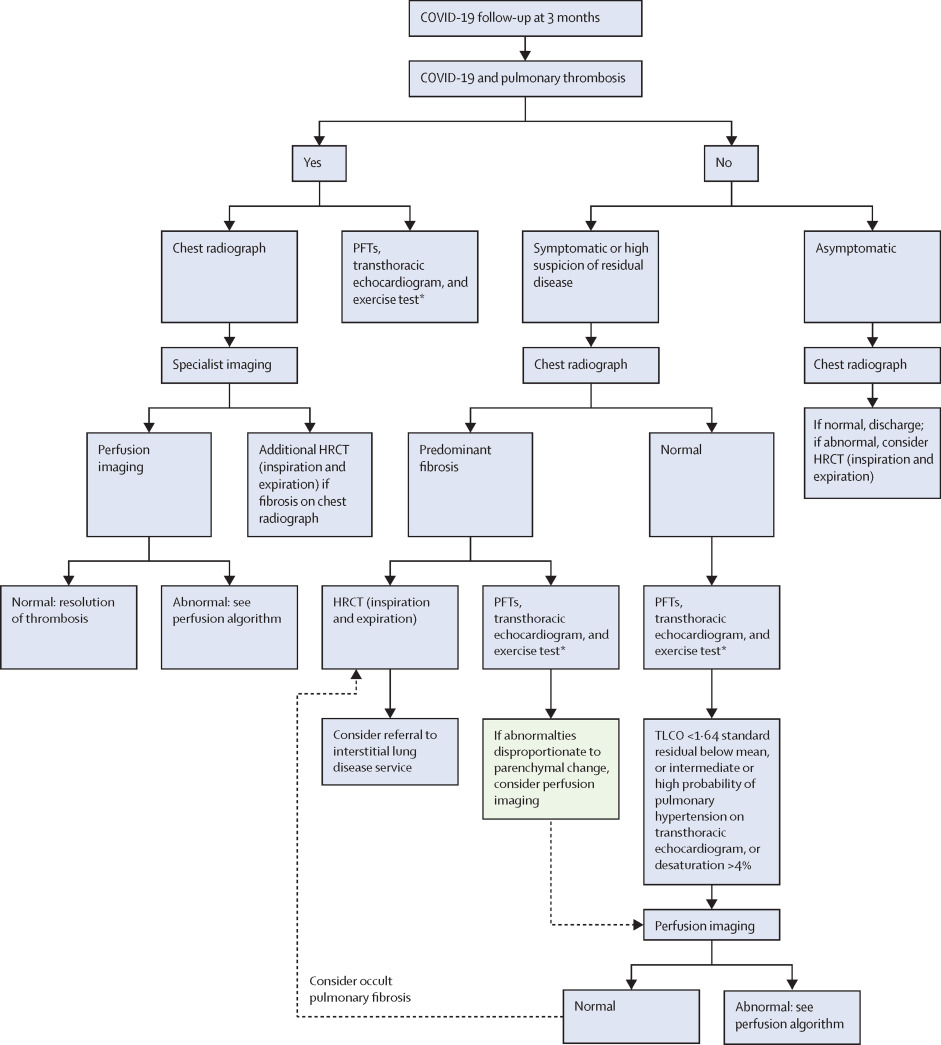 COVID-19 follow-up at 3 months
COVID-19 and pulmonary thrombosis
Yes
No
Chest radiograph
PFTs,
transthoracic
echocardiogram, and
exercise test*
Symptomatic or high
suspicion of residual
disease
Asymptomatic
Specialist imaging
Chest radiograph
Chest radiograph
Perfusion
imaging
Additional HRCT
(inspiration and
expiration) if
fibrosis on chest
radiograph
Predominant
fibrosis
Normal
If normal, discharge;
if abnormal, consider
HRCT (inspiration and
expiration)
Normal: resolution
of thrombosis
Abnormal: see
perfusion algorithm
HRCT (inspiration
and expiration)
PFTs,
transthoracic
echocardiogram, and
exercise test*
PFTs,
transthoracic
echocardiogram, and
exercise test*
Consider referral to
interstitial lung
disease service
If abnormalties
disproportionate to
parenchymal change,
consider perfusion
imaging
TLCO <1·64 standard
residual below mean,
or intermediate or
high probability of
pulmonary
hypertension on
transthoracic
echocardiogram, or
desaturation >4%
Perfusion imaging
Consider occult
pulmonary fibrosis
Normal
Abnormal: see
perfusion algorithm